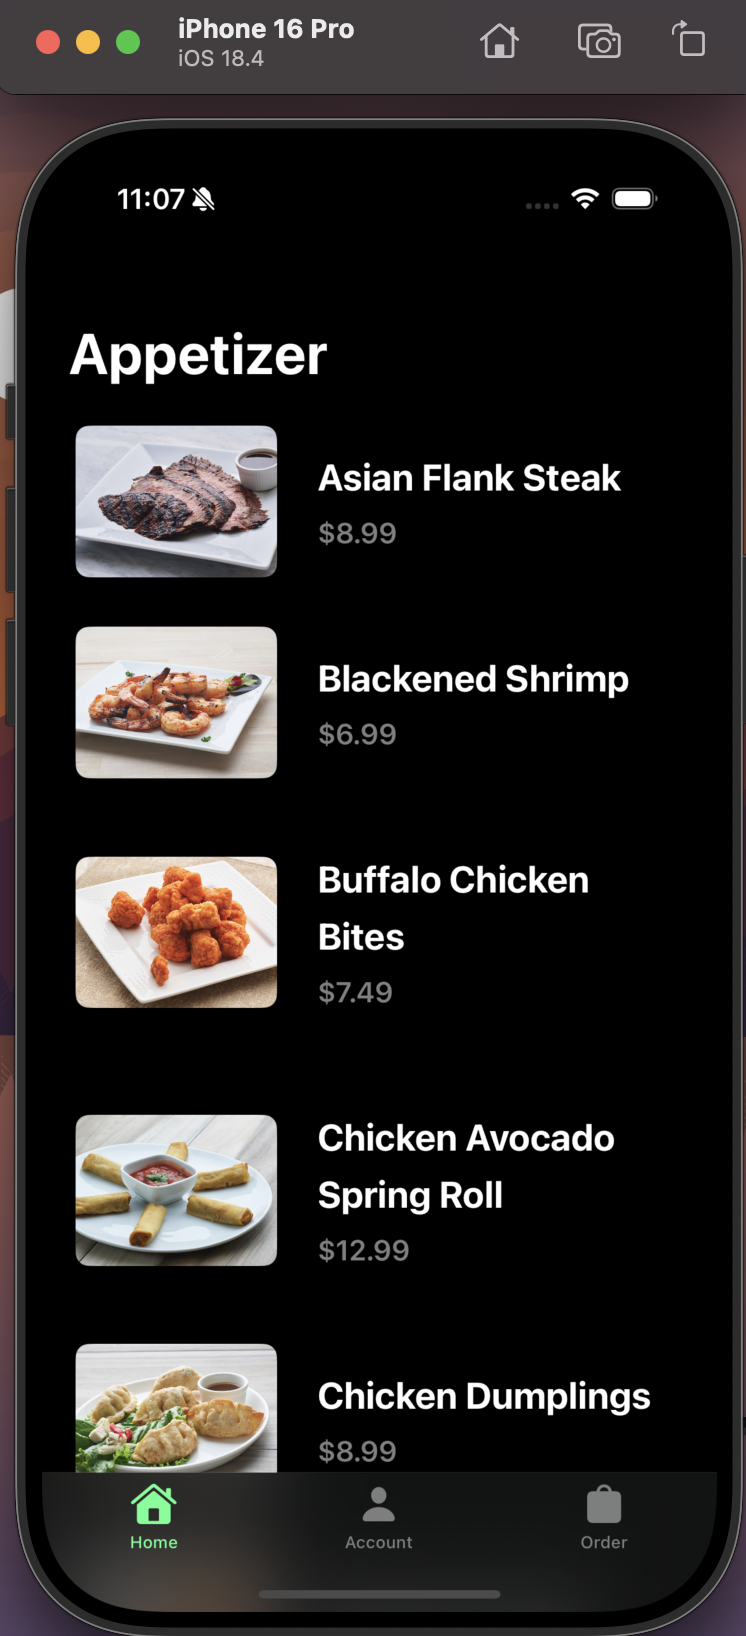 iPhone 16 Pro
iOS 18.4
11:07
Appetizer
Asian Flank Steak
$8.99
Blackened Shrimp
$6.99
Buffalo Chicken
Bites
$7.49
Chicken Avocado
Spring Roll
$12.99
Chicken Dumplings
$8.99
Home
Account
Order